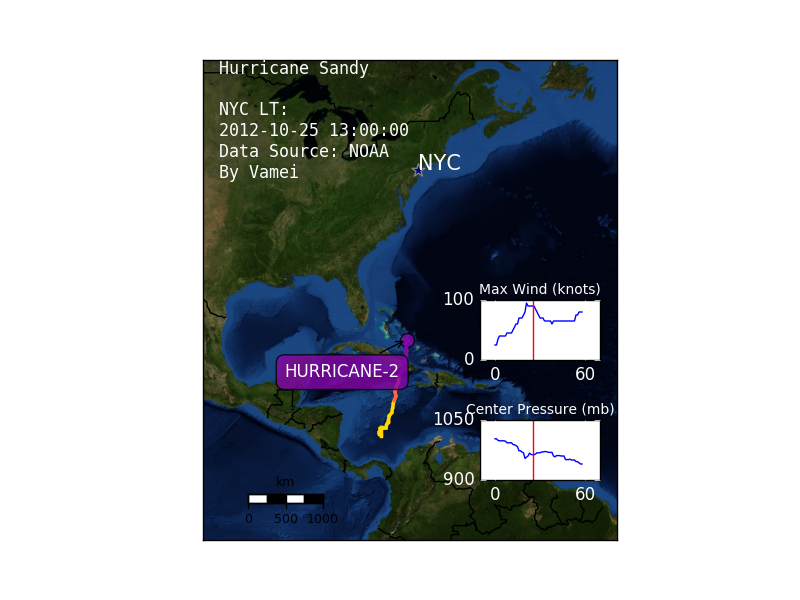 Hurricane Sandy
NYC LT:
2012-10-25 13:00:00
Data Source: NOAA
By Vamei
NYC
Max Wind (knots)
100
0
0 60
HURRICANE-2
Center Pressure (mb)
1050
900
0 60
km
0 500 1000